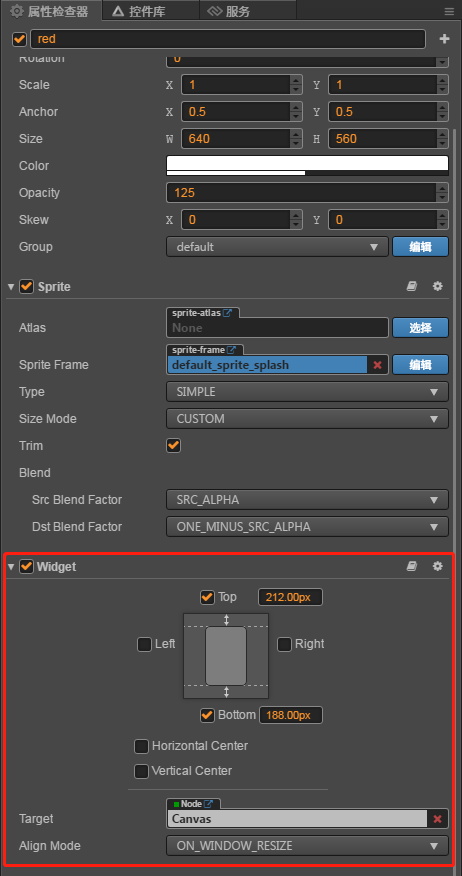 属性检查器 控件库 服务
red
Rotation 0
Scale X 1 Y 1
Anchor X 0.5 Y 0.5
Size W 640 H 560
Color
Opacity 125
Skew X 0 Y 0
Group default 编辑
Sprite
sprite-atlas
Atlas None 选择
sprite-frame
Sprite Frame default_sprite_splash 编辑
Type SIMPLE
Size Mode CUSTOM
Trim
Blend
Src Blend Factor SRC_ALPHA
Dst Blend Factor ONE_MINUS_SRC_ALPHA
Widget
Top 212.00px
Left Right
Bottom 188.00px
Horizontal Center
Vertical Center
Node
Target Canvas
Align Mode ON_WINDOW_RESIZE